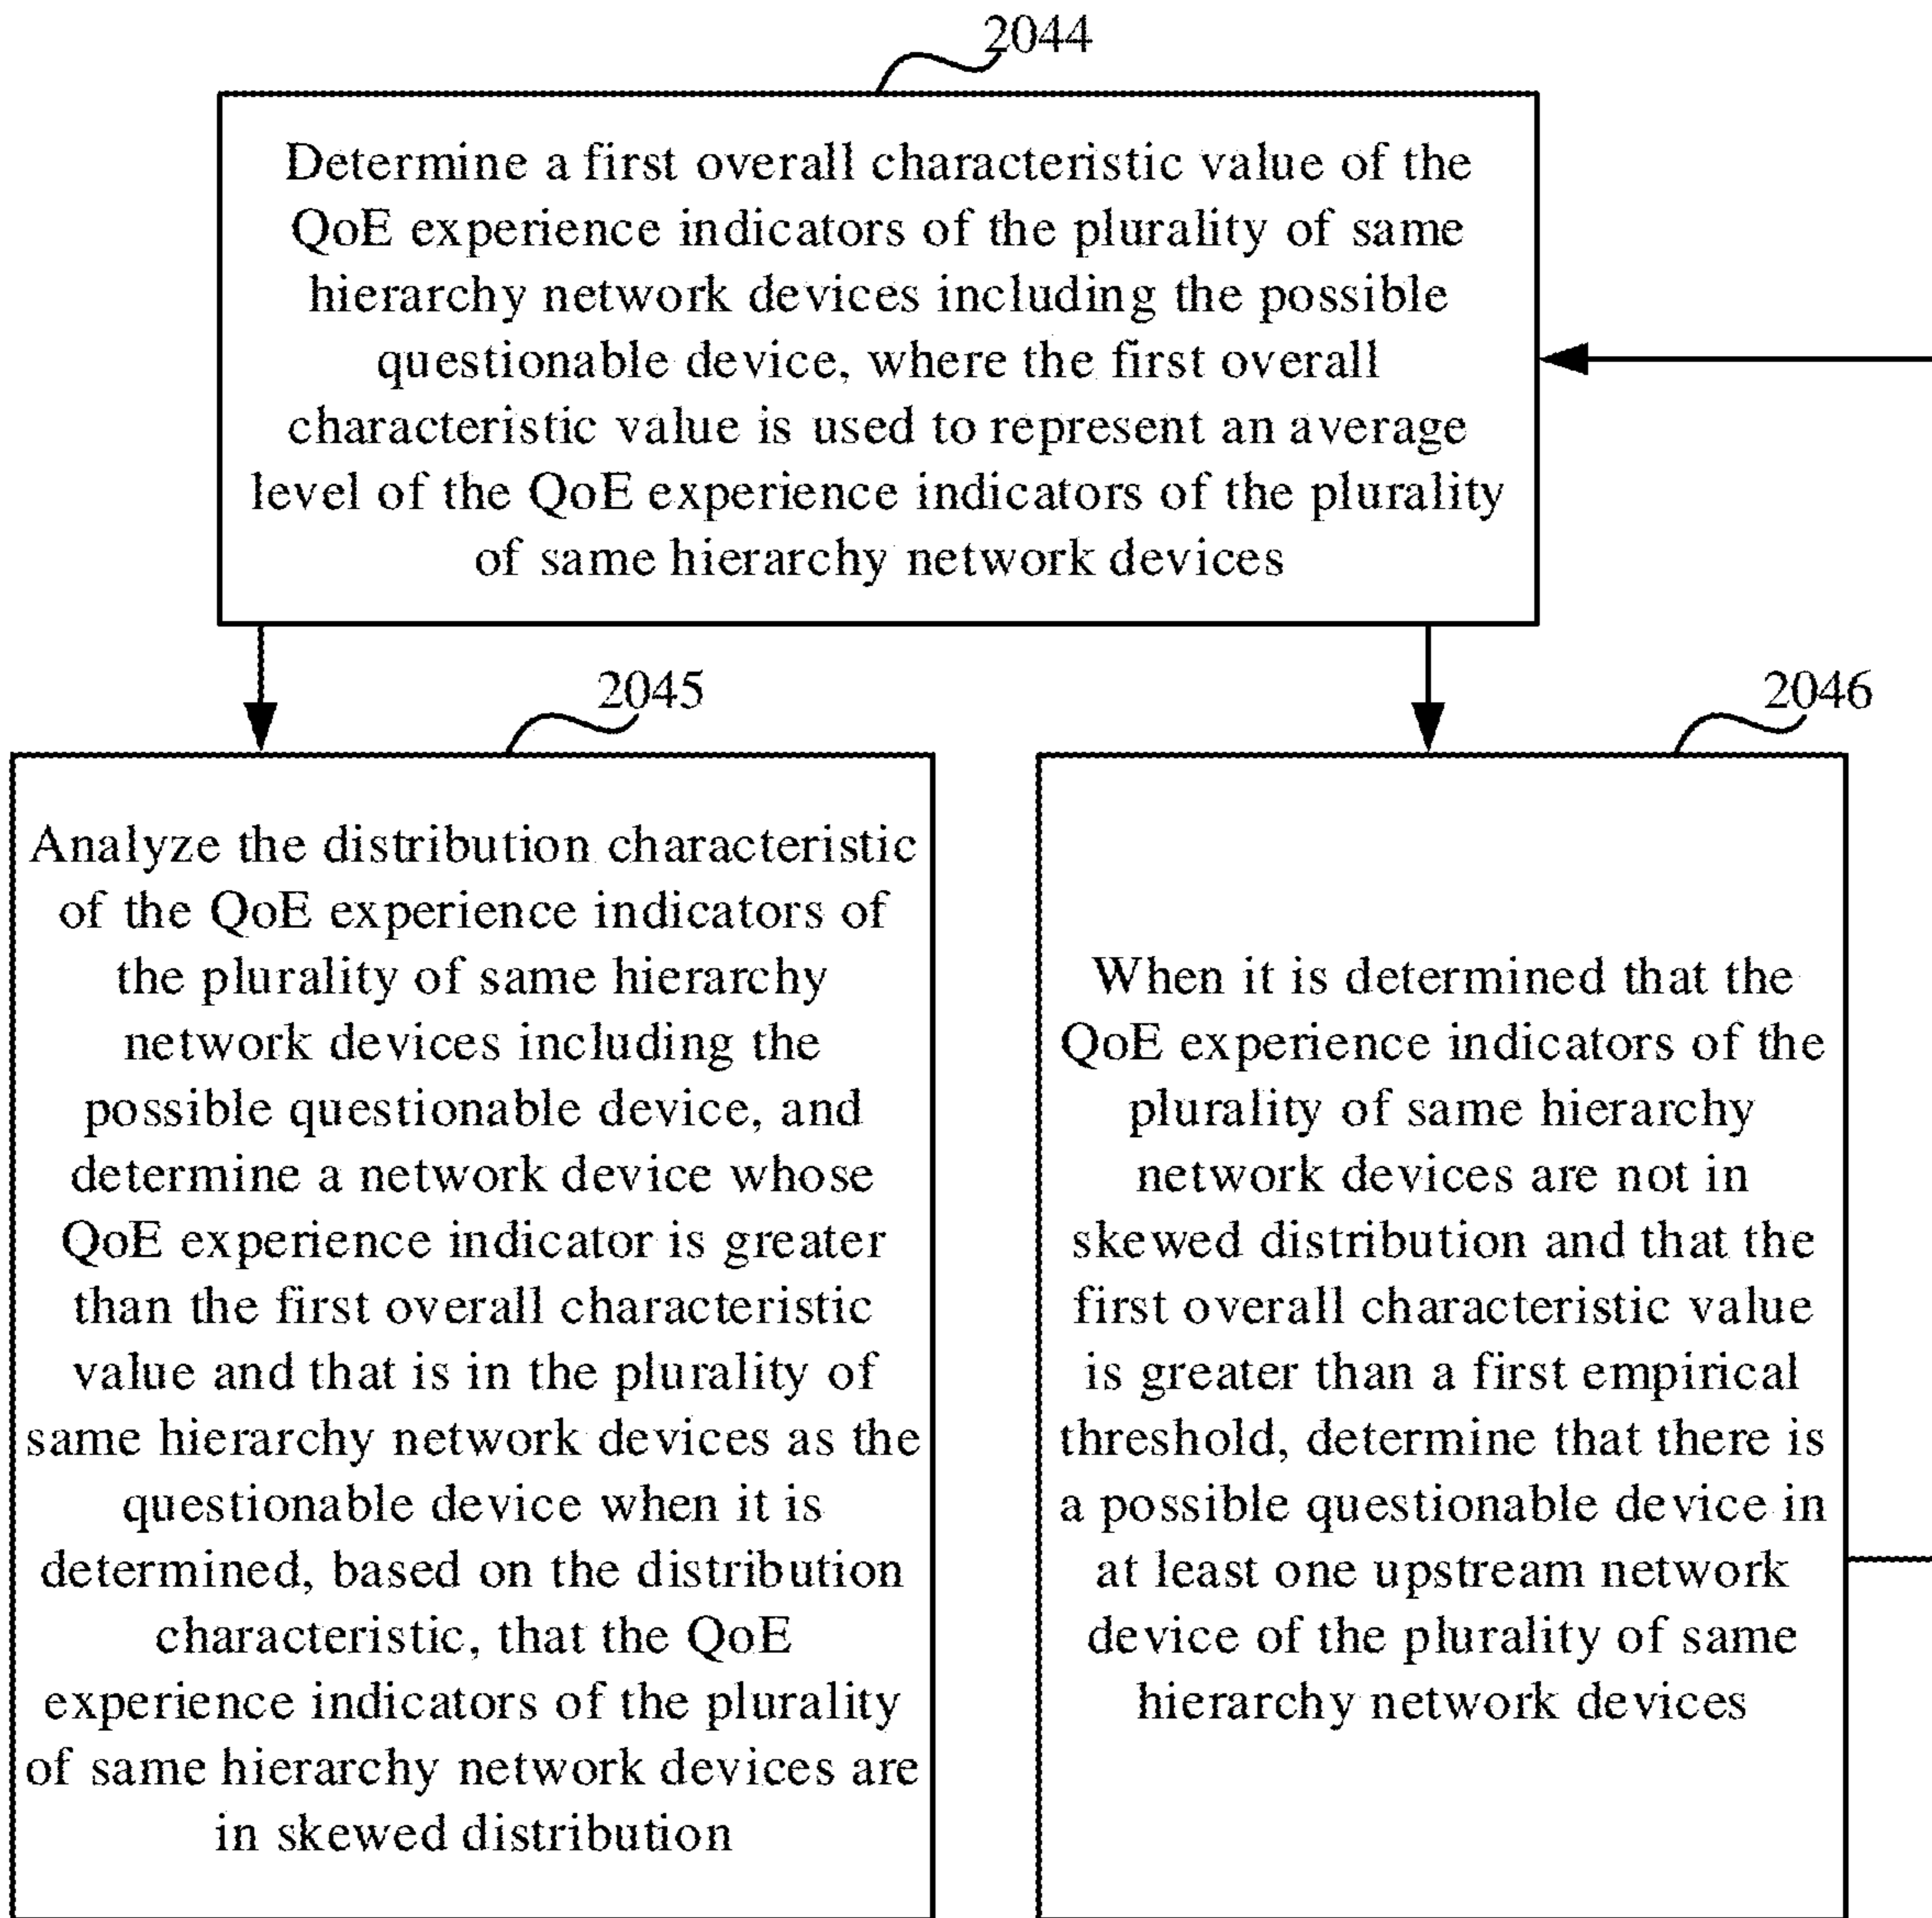 2044
Determine a first overall characteristic value of the
QoE experience indicators of the plurality of same
hierarchy network devices including the possible
questionable device, where the first overall
characteristic value is used to represent an average
level of the QoE experience indicators of the plurality
of same hierarchy network devices
2045
Analyze the distribution characteristic
of the QoE experience indicators of
the plurality of same hierarchy
network devices including the
possible questionable device, and
determine a network device whose
QoE experience indicator is greater
than the first overall characteristic
value and that is in the plurality of
same hierarchy network devices as the
questionable device when it is
determined, based on the distribution
characteristic, that the QoE
experience indicators of the plurality
of same hierarchy network devices are
in skewed distribution
2046
When it is determined that the
QoE experience indicators of the
plurality of same hierarchy
network devices are not in
skewed distribution and that the
first overall characteristic value
is greater than a first empirical
threshold, determine that there is
a possible questionable device in
at least one upstream network
device of the plurality of same
hierarchy network devices